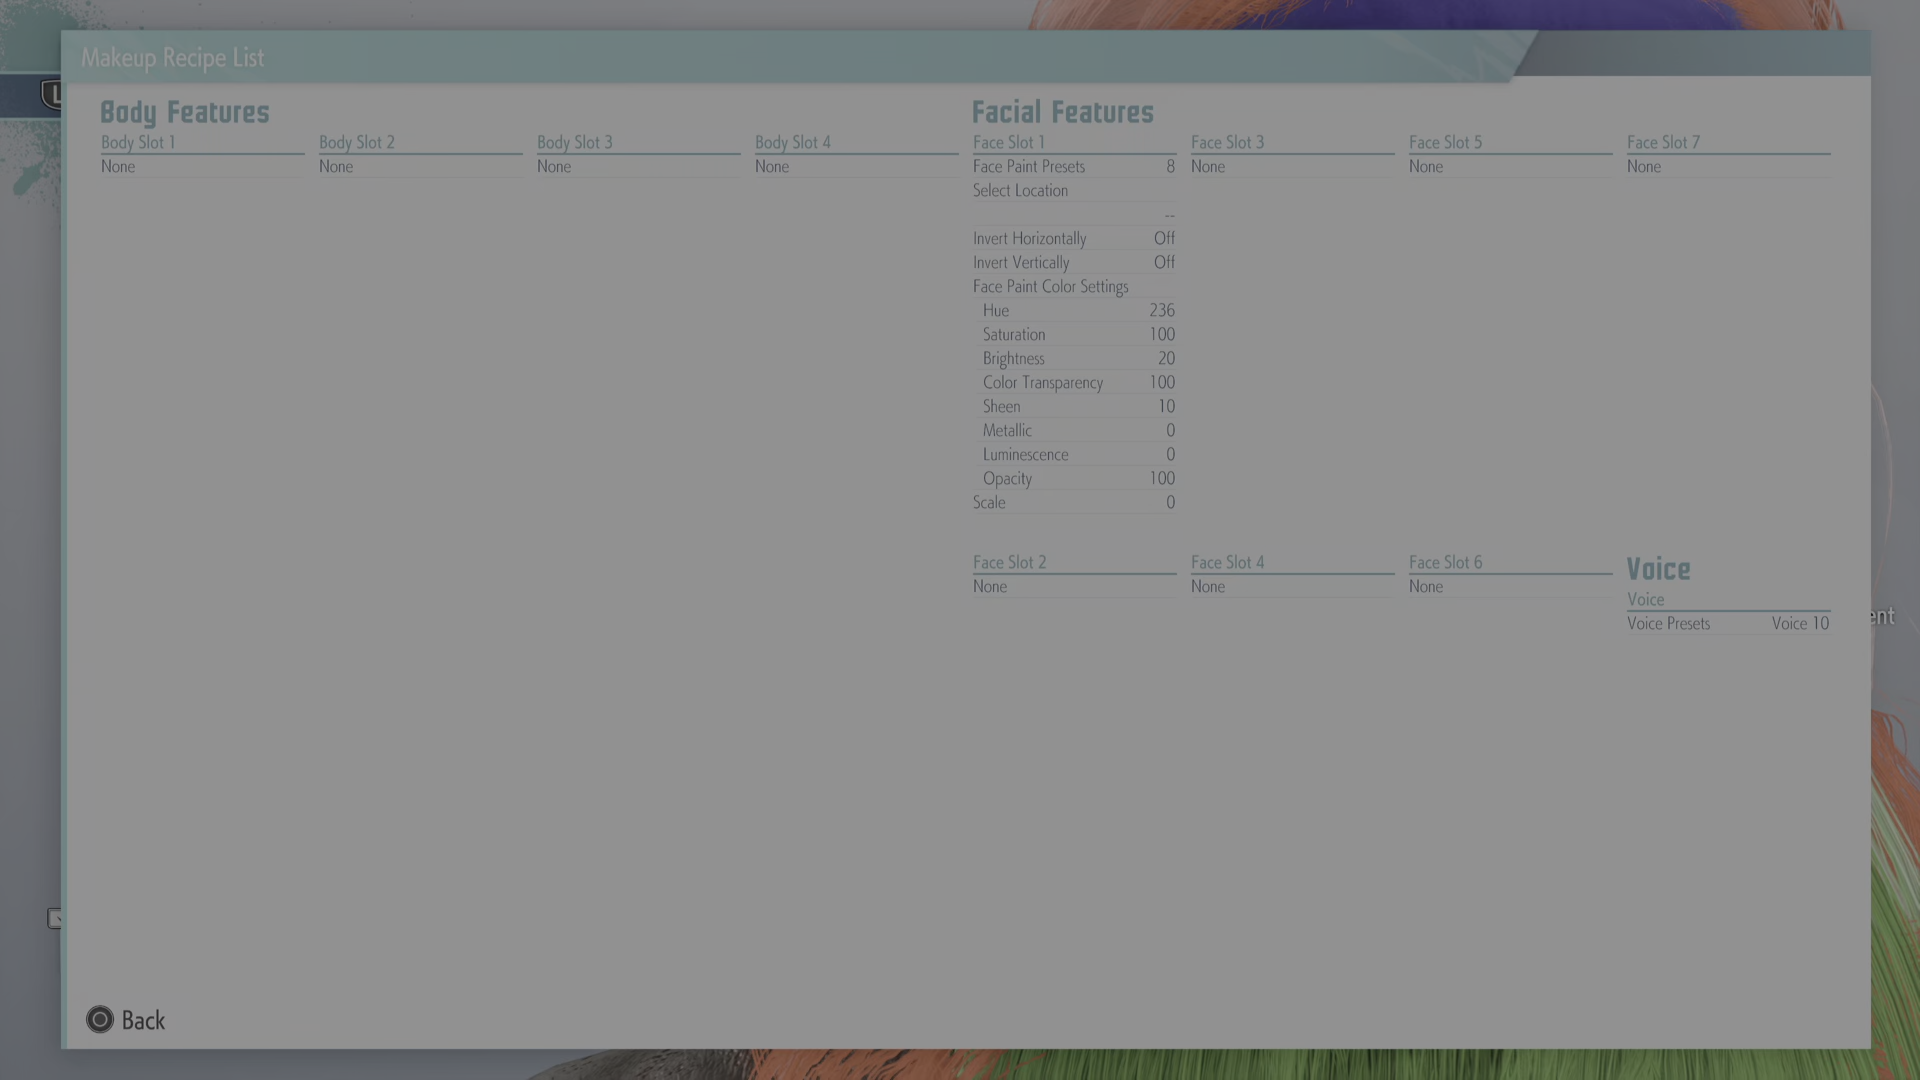 Makeup Recipe List
Body Features
Body Slot 1
None
Body Slot 2
None
Body Slot 3
None
Body Slot 4
None
Facial Features
Face Slot 1
Face Paint Presets 8
Select Location
--
Invert Horizontally Off
Invert Vertically Off
Face Paint Color Settings
Hue 236
Saturation 100
Brightness 20
Color Transparency 100
Sheen 10
Metallic 0
Luminescence 0
Opacity 100
Scale 0
Face Slot 3
None
Face Slot 5
None
Face Slot 7
None
Face Slot 2
None
Face Slot 4
None
Face Slot 6
None
Voice
Voice
Voice Presets Voice 10
Back